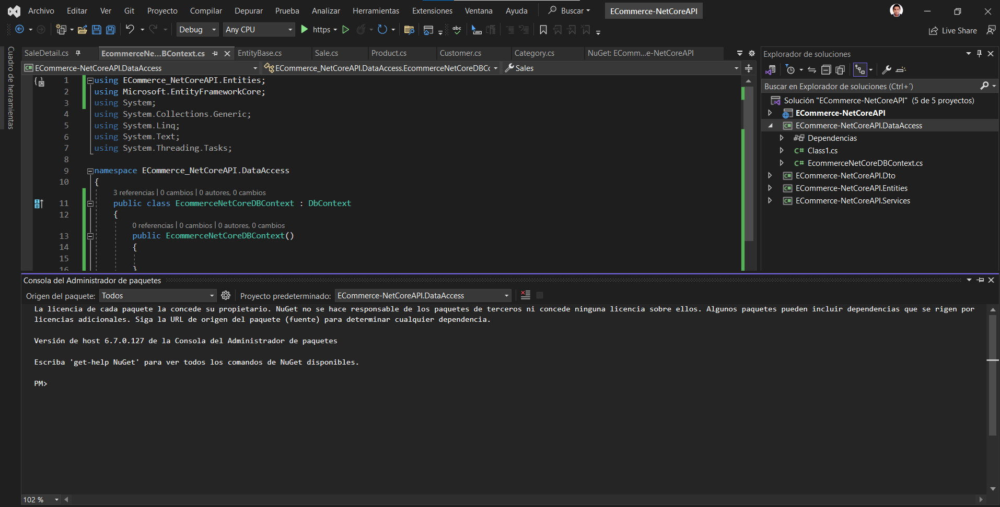 Archivo Editar Ver Git Proyecto Compilar Depurar Prueba Analizar Herramientas Extensiones Ventana Ayuda Buscar ECommerce-NetCoreAPI
Debug Any CPU https abc Live Share
Cuadro de herramientas
SaleDetail.cs EcommerceNe...BContext.cs EntityBase.cs Sale.cs Product.cs Customer.cs Category.cs NuGet: EComm...e-NetCoreAPI
ECommerce-NetCoreAPI.DataAccess ECommerce_NetCoreAPI.DataAccess.EcommerceNetCoreDBCo Sales
1 using ECommerce_NetCoreAPI.Entities;
2 using Microsoft.EntityFrameworkCore;
3 using System;
4 using System.Collections.Generic;
5 using System.Linq;
6 using System.Text;
7 using System.Threading.Tasks;
8
9 namespace ECommerce_NetCoreAPI.DataAccess
10 {
3 referencias | 0 cambios | 0 autores, 0 cambios
11 public class EcommerceNetCoreDBContext : DbContext
12 {
0 referencias | 0 cambios | 0 autores, 0 cambios
13 public EcommerceNetCoreDBContext()
14 {
15
16 }
Explorador de soluciones
Buscar en Explorador de soluciones (Ctrl+´)
Solución "ECommerce-NetCoreAPI" (5 de 5 proyectos)
ECommerce-NetCoreAPI
C# ECommerce-NetCoreAPI.DataAccess
Dependencias
C# Class1.cs
C# EcommerceNetCoreDBContext.cs
C# ECommerce-NetCoreAPI.Dto
C# ECommerce-NetCoreAPI.Entities
C# ECommerce-NetCoreAPI.Services
Consola del Administrador de paquetes
Origen del paquete: Todos Proyecto predeterminado: ECommerce-NetCoreAPI.DataAccess
La licencia de cada paquete la concede su propietario. NuGet no se hace responsable de los paquetes de terceros ni concede ninguna licencia sobre ellos. Algunos paquetes pueden incluir dependencias que se rigen por
licencias adicionales. Siga la URL de origen del paquete (fuente) para determinar cualquier dependencia.
Versión de host 6.7.0.127 de la Consola del Administrador de paquetes
Escriba 'get-help NuGet' para ver todos los comandos de NuGet disponibles.
PM>
102 %